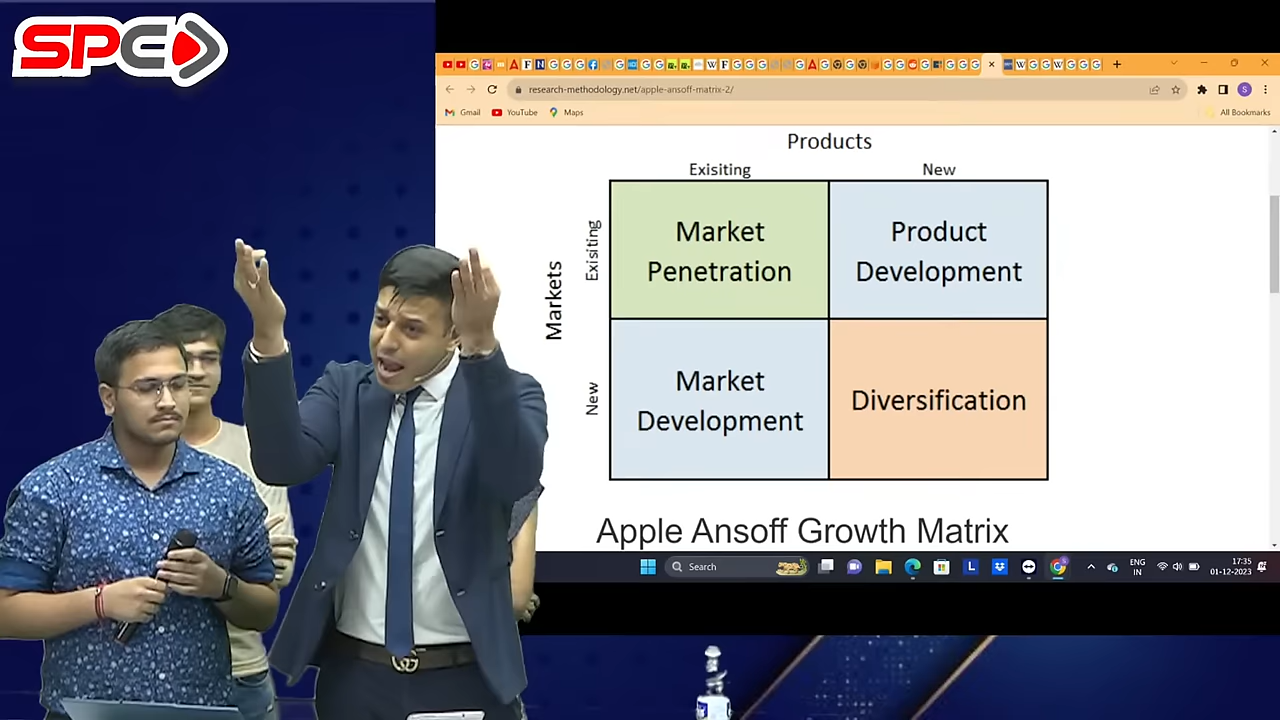 SPC
research-methodology.net/apple-ansoff-matrix-2/
Gmail
YouTube
Maps
All Bookmarks
Products
Exisiting
New
Markets
Exisiting
New
Market
Penetration
Product
Development
Market
Development
Diversification
Apple Ansoff Growth Matrix
Search
ENG
IN
17:35
01-12-2023